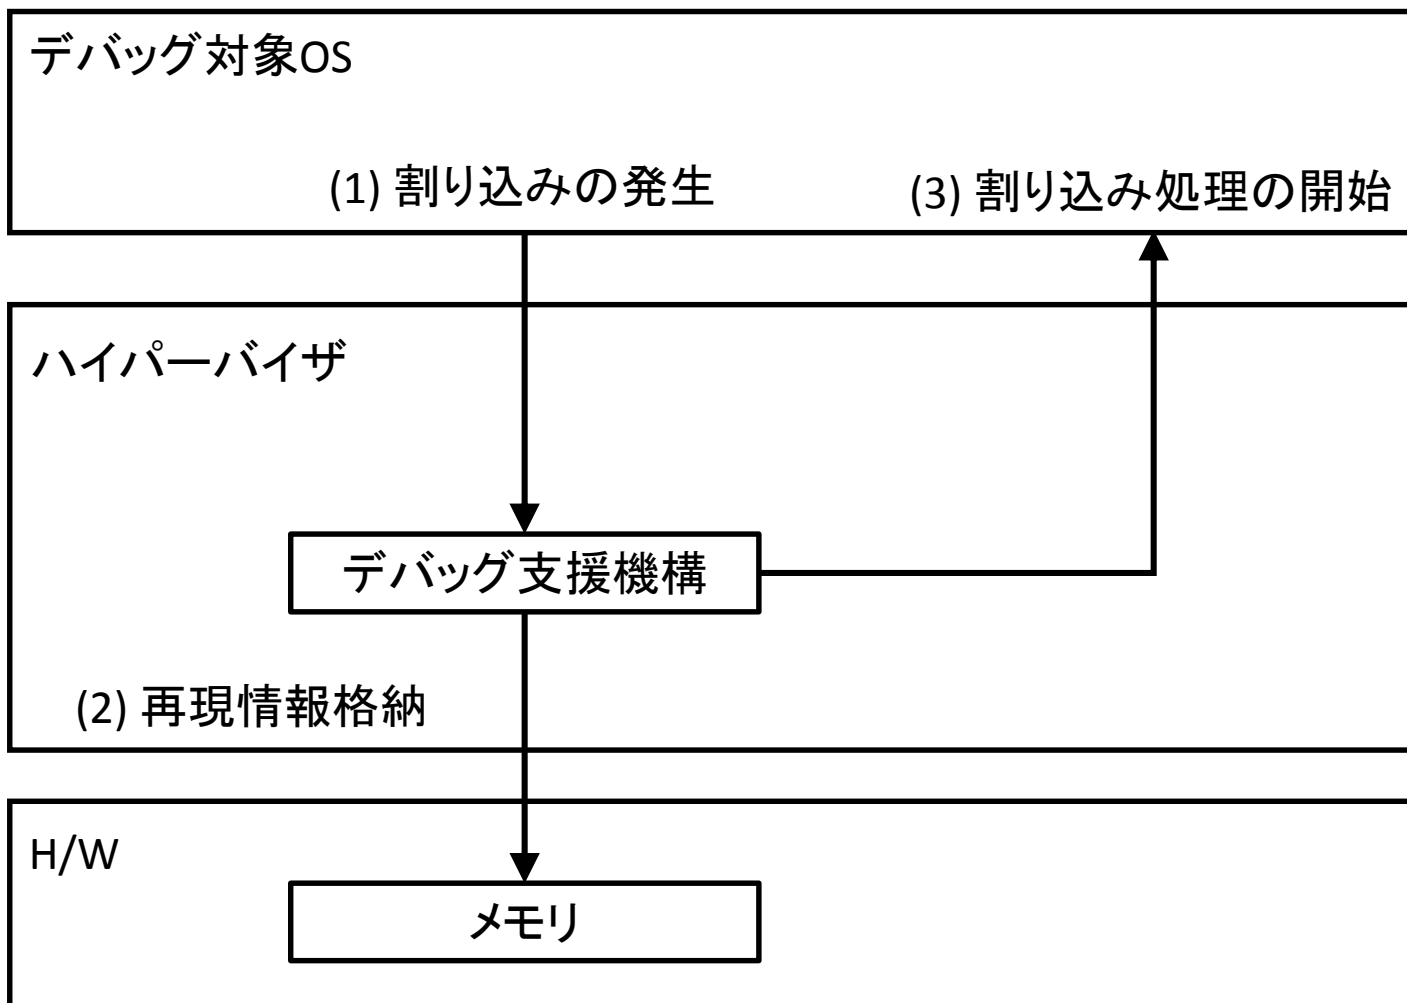 デバッグ対象OS
(1) 割り込みの発生
(3) 割り込み処理の開始
ハイパーバイザ
デバッグ支援機構
(2) 再現情報格納
H/W
メモリ